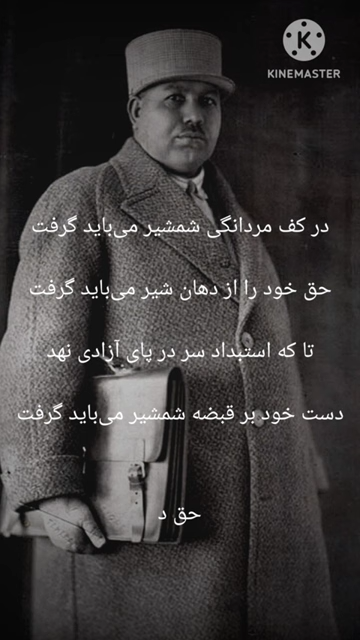 KINEMASTER
در کف مردانگی شمشیر می‌باید گرفت
حق خود را از دهان شیر می‌باید گرفت
تا که استبداد سر در پای آزادی نهد
دست خود بر قبضه شمشیر می‌باید گرفت
حق د